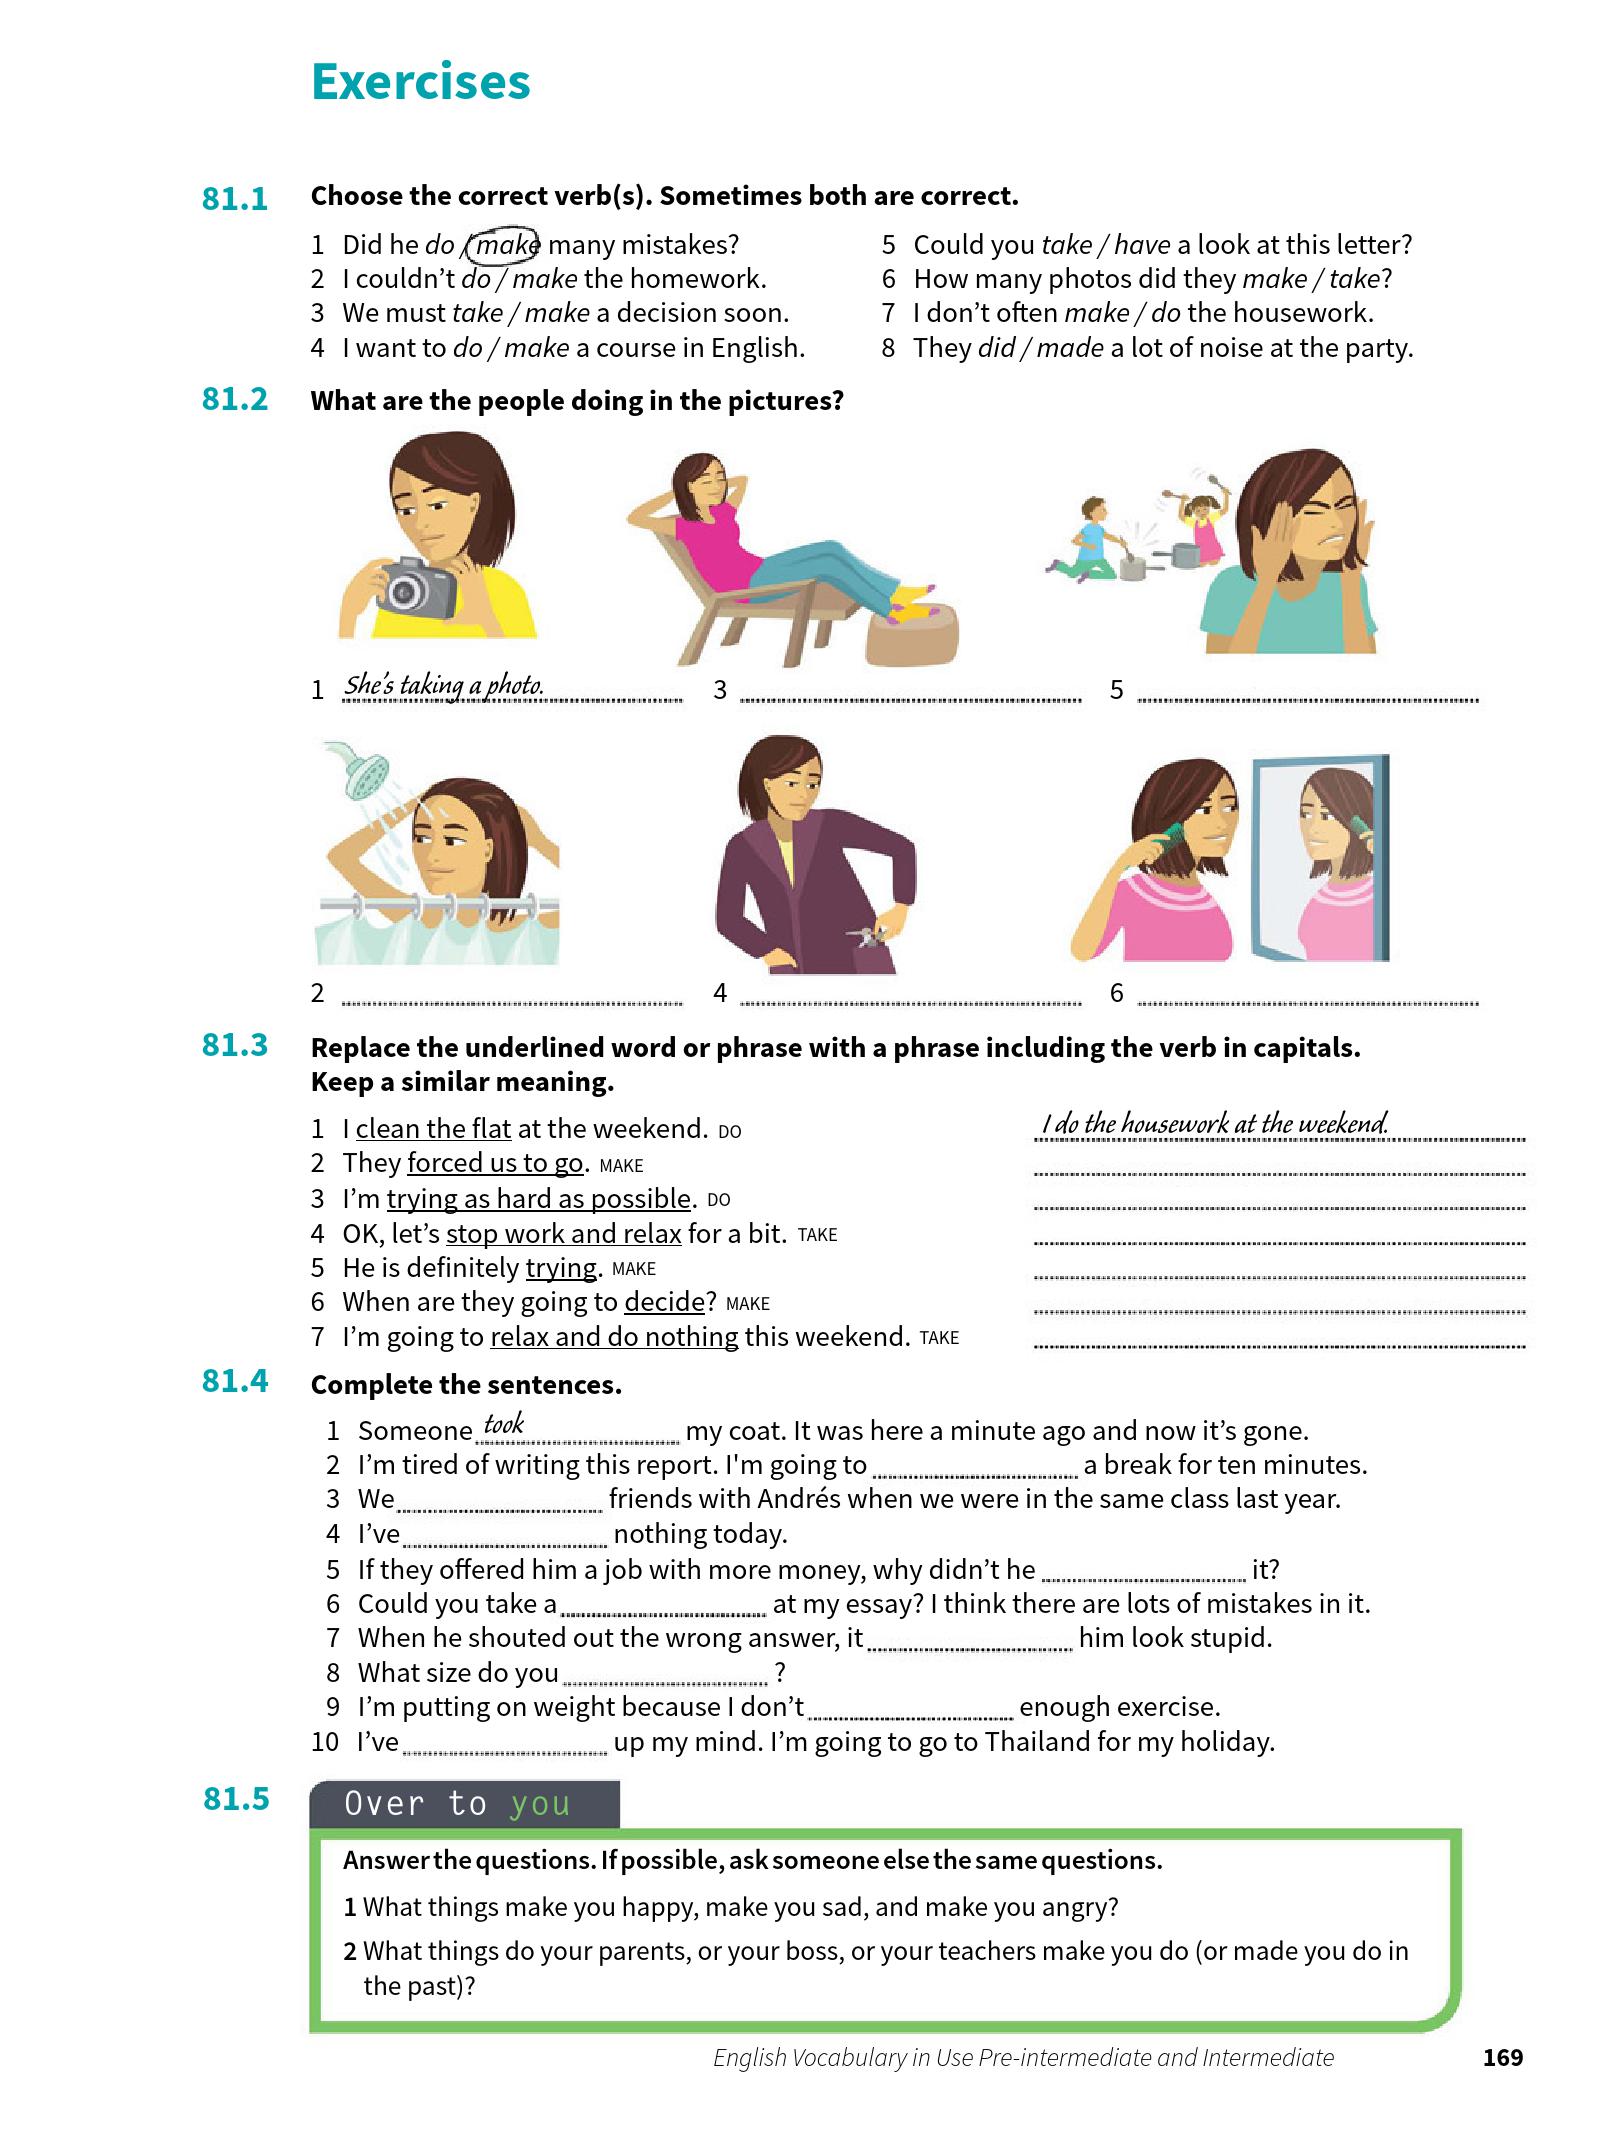 Exercises
81.1 Choose the correct verb(s). Sometimes both are correct.
1 Did he do / make many mistakes?
2 I couldn't do / make the homework.
3 We must take / make a decision soon.
4 I want to do / make a course in English.
5 Could you take / have a look at this letter?
6 How many photos did they make / take?
7 I don't often make / do the housework.
8 They did / made a lot of noise at the party.
81.2 What are the people doing in the pictures?
1 She's taking a photo.
3
5
2
4
6
81.3 Replace the underlined word or phrase with a phrase including the verb in capitals.
Keep a similar meaning.
1 I clean the flat at the weekend. DO I do the housework at the weekend.
2 They forced us to go. MAKE
3 I'm trying as hard as possible. DO
4 OK, let's stop work and relax for a bit. TAKE
5 He is definitely trying. MAKE
6 When are they going to decide? MAKE
7 I'm going to relax and do nothing this weekend. TAKE
81.4 Complete the sentences.
1 Someone took my coat. It was here a minute ago and now it's gone.
2 I'm tired of writing this report. I'm going to a break for ten minutes.
3 We friends with Andrés when we were in the same class last year.
4 I've nothing today.
5 If they offered him a job with more money, why didn't he it?
6 Could you take a at my essay? I think there are lots of mistakes in it.
7 When he shouted out the wrong answer, it him look stupid.
8 What size do you ?
9 I'm putting on weight because I don't enough exercise.
10 I've up my mind. I'm going to go to Thailand for my holiday.
81.5 Over to you
Answer the questions. If possible, ask someone else the same questions.
1 What things make you happy, make you sad, and make you angry?
2 What things do your parents, or your boss, or your teachers make you do (or made you do in
the past)?
English Vocabulary in Use Pre-intermediate and Intermediate 169